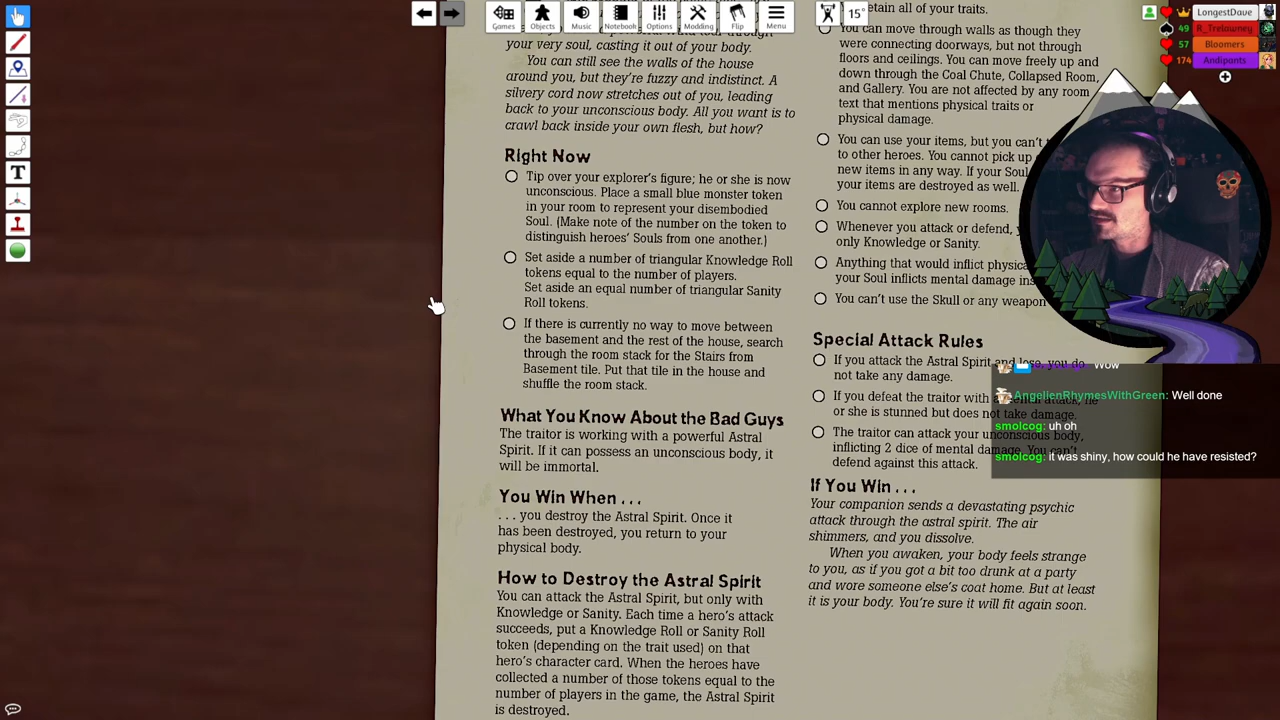 Games
Objects
Music
Notebook
Options
Modding
Flip
Menu
15°
LongestDave
49 R_Trelawney
57 Bloomers
174 Andipants
your very soul, casting it out of your body.
You can still see the walls of the house
around you, but they're fuzzy and indistinct. A
silvery cord now stretches out of you, leading
back to your unconscious body. All you want is to
crawl back inside your own flesh, but how?
Right Now
Tip over your explorer's figure; he or she is now
unconscious. Place a small blue monster token
in your room to represent your disembodied
Soul. (Make note of the number on the token to
distinguish heroes' Souls from one another.)
Set aside a number of triangular Knowledge Roll
tokens equal to the number of players.
Set aside an equal number of triangular Sanity
Roll tokens.
If there is currently no way to move between
the basement and the rest of the house, search
through the room stack for the Stairs from
Basement tile. Put that tile in the house and
shuffle the room stack.
What You Know About the Bad Guys
The traitor is working with a powerful Astral
Spirit. If it can possess an unconscious body, it
will be immortal.
You Win When . . .
. . . you destroy the Astral Spirit. Once it
has been destroyed, you return to your
physical body.
How to Destroy the Astral Spirit
You can attack the Astral Spirit, but only with
Knowledge or Sanity. Each time a hero's attack
succeeds, put a Knowledge Roll or Sanity Roll
token (depending on the trait used) on that
hero's character card. When the heroes have
collected a number of those tokens equal to the
number of players in the game, the Astral Spirit
is destroyed.
etain all of your traits.
You can move through walls as though they
were connecting doorways, but not through
floors and ceilings. You can move freely up and
down through the Coal Chute, Collapsed Room,
and Gallery. You are not affected by any room
text that mentions physical traits or
physical damage.
You can use your items, but you can't
to other heroes. You cannot pick up
new items in any way. If your Soul
your items are destroyed as well.
You cannot explore new rooms.
Whenever you attack or defend,
only Knowledge or Sanity.
Anything that would inflict physica
your Soul inflicts mental damage ins
You can't use the Skull or any weapon
Special Attack Rules
If you attack the Astral Spirit and lose, you do
not take any damage.
If you defeat the traitor with a mental attack, he
or she is stunned but does not take damage.
The traitor can attack your unconscious body,
inflicting 2 dice of mental damage. You can't
defend against this attack.
If You Win . . .
Your companion sends a devastating psychic
attack through the astral spirit. The air
shimmers, and you dissolve.
When you awaken, your body feels strange
to you, as if you got a bit too drunk at a party
and wore someone else's coat home. But at least
it is your body. You're sure it will fit again soon.
Wow
AngelienRhymesWithGreen: Well done
smolcog: uh oh
smolcog: it was shiny, how could he have resisted?